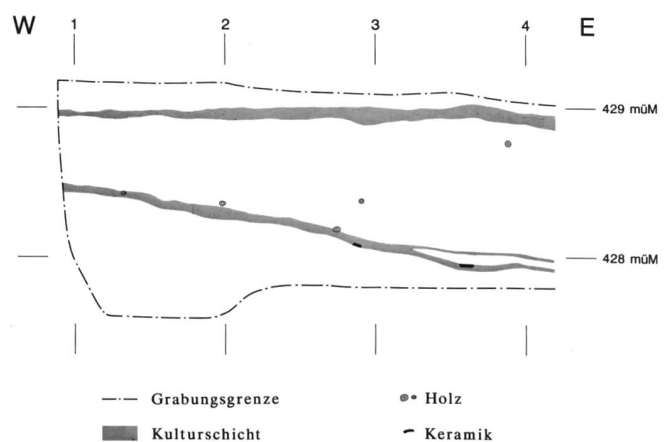 W 1 2 3 4 E
429 müM
428 müM
Grabungsgrenze Holz
Kulturschicht Keramik